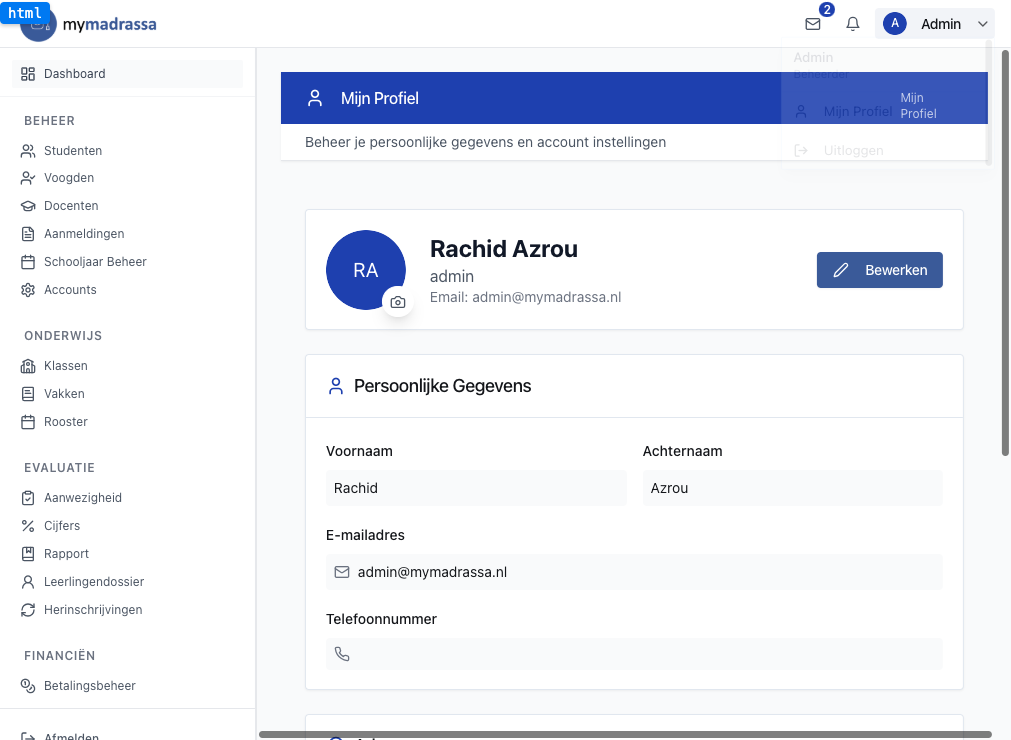 html
mymadrassa
2
A
Admin
Admin
Beheerder
Mijn Profiel
Mijn
Profiel
Uitloggen
Dashboard
BEHEER
Studenten
Voogden
Docenten
Aanmeldingen
Schooljaar Beheer
Accounts
ONDERWIJS
Klassen
Vakken
Rooster
EVALUATIE
Aanwezigheid
Cijfers
Rapport
Leerlingendossier
Herinschrijvingen
FINANCIËN
Betalingsbeheer
Afmelden
Mijn Profiel
Beheer je persoonlijke gegevens en account instellingen
RA
Rachid Azrou
admin
Email: admin@mymadrassa.nl
Bewerken
Persoonlijke Gegevens
Voornaam
Achternaam
Rachid
Azrou
E-mailadres
admin@mymadrassa.nl
Telefoonnummer